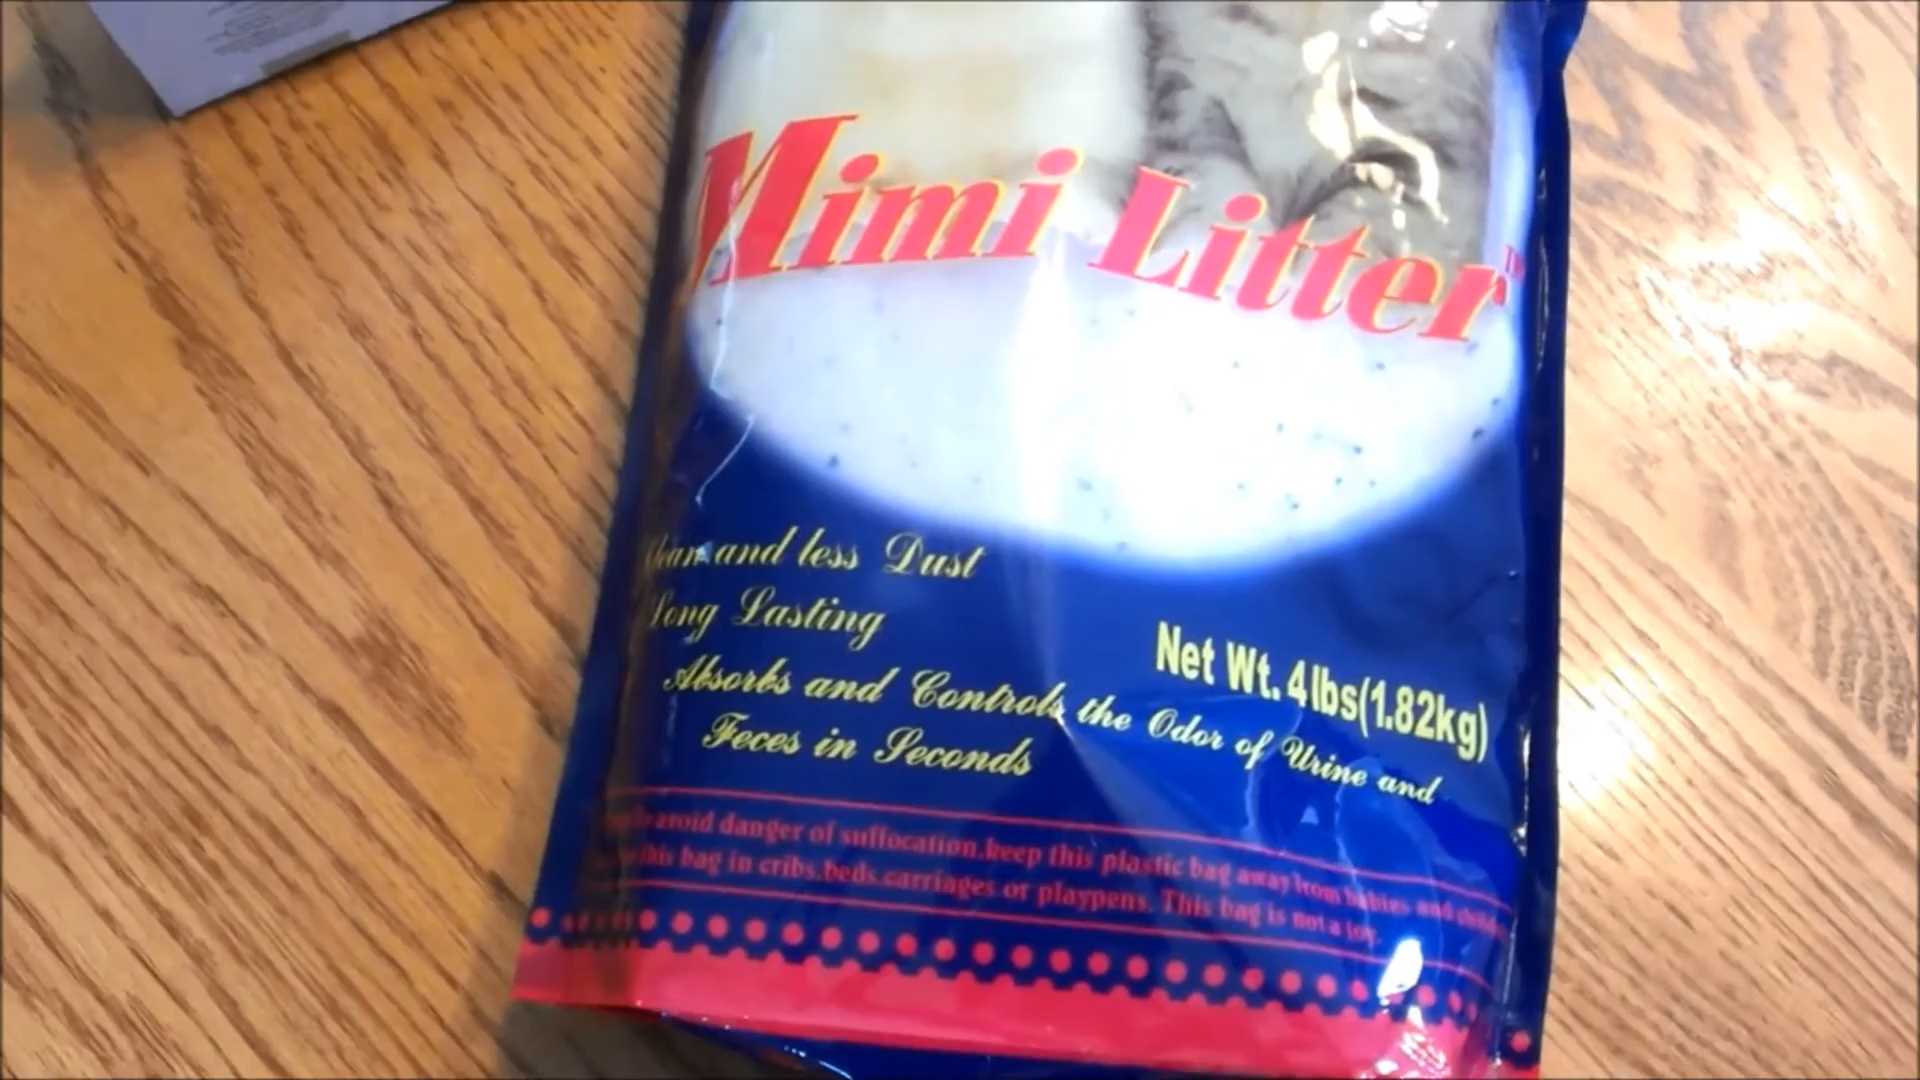 Mimi Litter
and less Dust
Long Lasting
Absorbs and Controls the Odor of Urine and
Feces in Seconds
Net Wt. 4lbs(1.82kg)
avoid danger of suffocation.keep this plastic bag away from babies and
this bag in cribs.beds.carriages or playpens. This bag is not a toy.